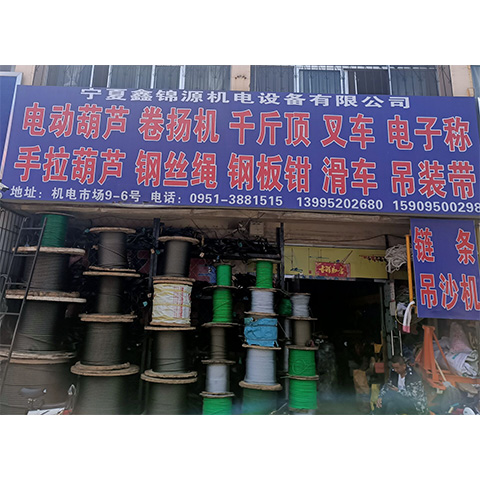 宁夏鑫锦源机电设备有限公司
电动葫芦 卷扬机 千斤顶 叉车 电子称
手拉葫芦 钢丝绳 钢板钳 滑车 吊装带
地址：机电市场9-6号 电话：0951-3881515 13995202680 15909500298
链条
吊沙机